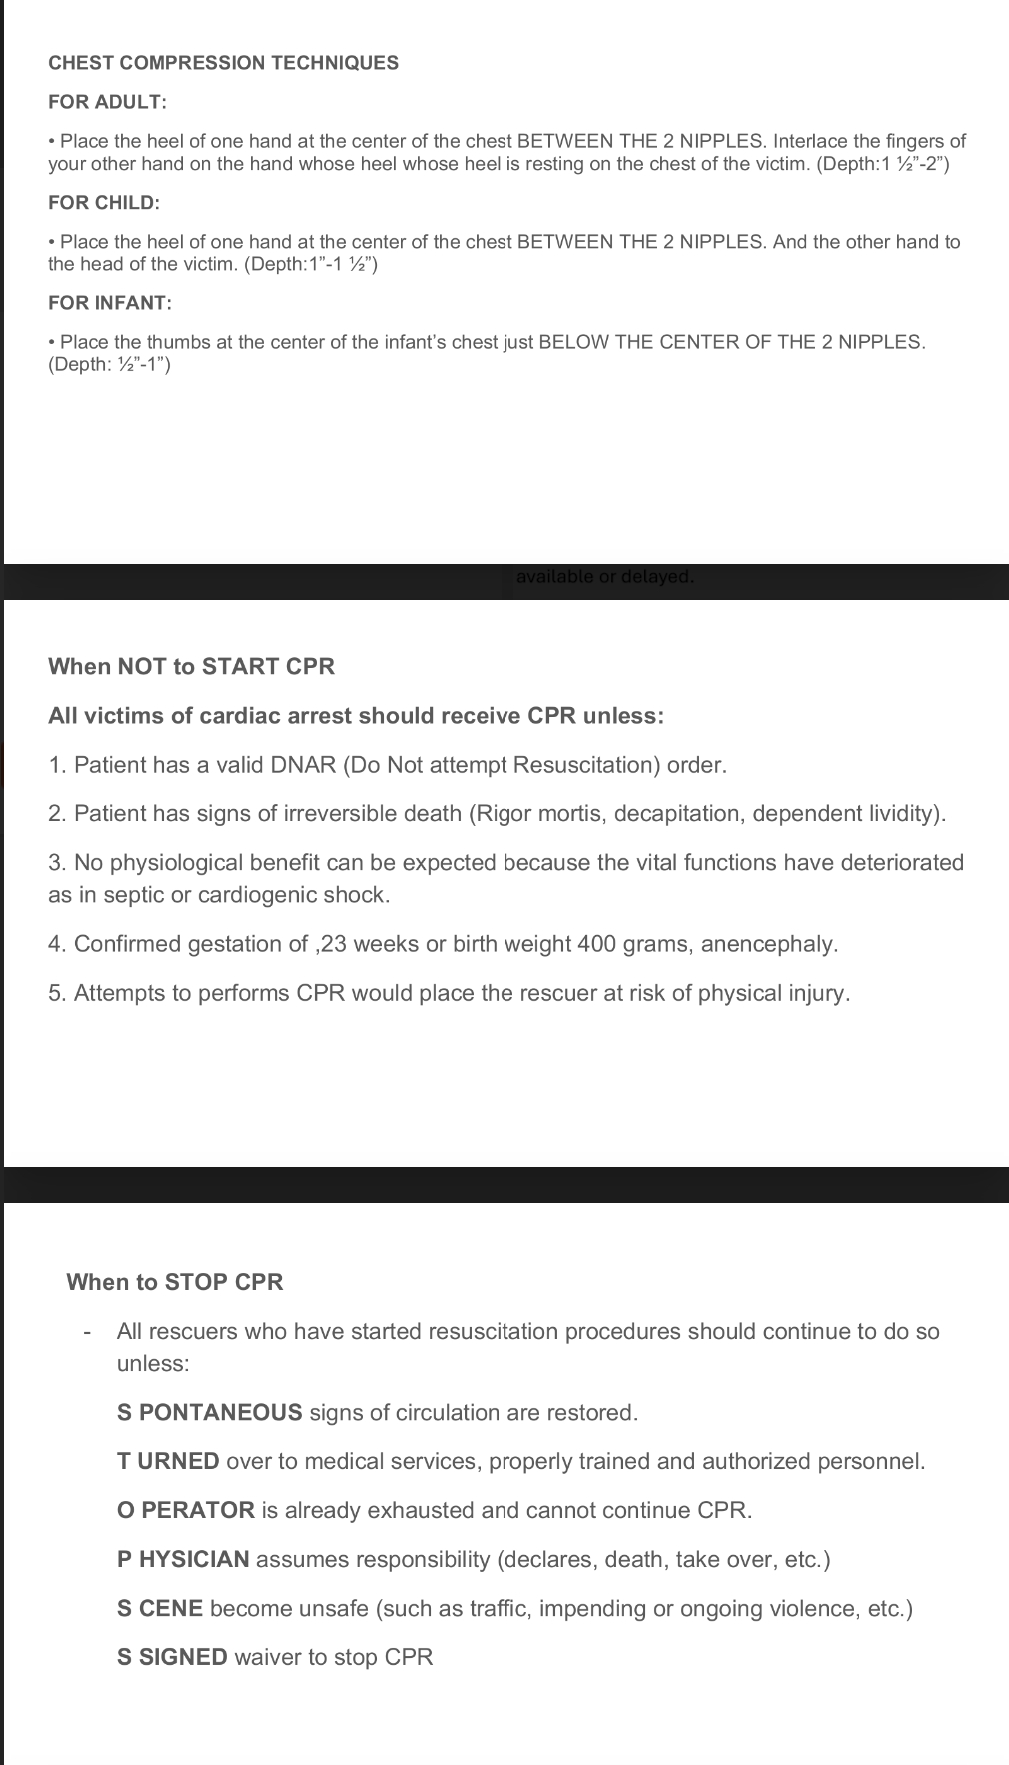 CHEST COMPRESSION TECHNIQUES
FOR ADULT:
• Place the heel of one hand at the center of the chest BETWEEN THE 2 NIPPLES. Interlace the fingers of
your other hand on the hand whose heel whose heel is resting on the chest of the victim. (Depth:1 ½”-2”)
FOR CHILD:
• Place the heel of one hand at the center of the chest BETWEEN THE 2 NIPPLES. And the other hand to
the head of the victim. (Depth:1”-1 ½”)
FOR INFANT:
• Place the thumbs at the center of the infant’s chest just BELOW THE CENTER OF THE 2 NIPPLES.
(Depth: ½”-1”)
available or delayed.
When NOT to START CPR
All victims of cardiac arrest should receive CPR unless:
1. Patient has a valid DNAR (Do Not attempt Resuscitation) order.
2. Patient has signs of irreversible death (Rigor mortis, decapitation, dependent lividity).
3. No physiological benefit can be expected because the vital functions have deteriorated
as in septic or cardiogenic shock.
4. Confirmed gestation of ,23 weeks or birth weight 400 grams, anencephaly.
5. Attempts to performs CPR would place the rescuer at risk of physical injury.
When to STOP CPR
- All rescuers who have started resuscitation procedures should continue to do so
unless:
S PONTANEOUS signs of circulation are restored.
T URNED over to medical services, properly trained and authorized personnel.
O PERATOR is already exhausted and cannot continue CPR.
P HYSICIAN assumes responsibility (declares, death, take over, etc.)
S CENE become unsafe (such as traffic, impending or ongoing violence, etc.)
S SIGNED waiver to stop CPR